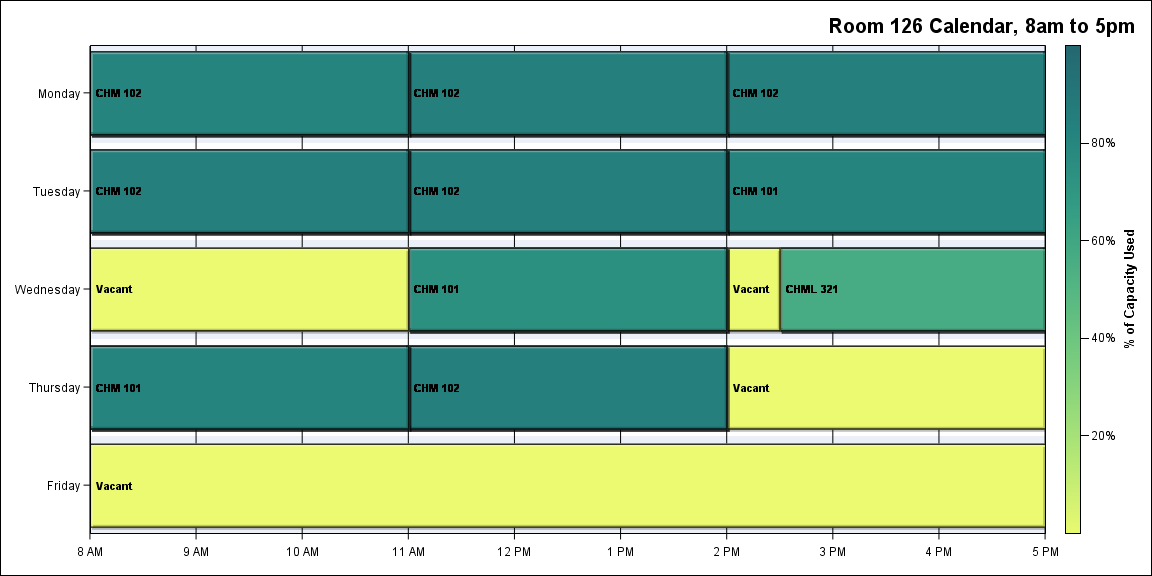 Room 126 Calendar, 8am to 5pm
Monday
CHM 102
CHM 102
CHM 102
Tuesday
CHM 102
CHM 102
CHM 101
Wednesday
Vacant
CHM 101
Vacant
CHML 321
Thursday
CHM 101
CHM 102
Vacant
Friday
Vacant
8 AM
9 AM
10 AM
11 AM
12 PM
1 PM
2 PM
3 PM
4 PM
5 PM
80%
60%
40%
20%
% of Capacity Used